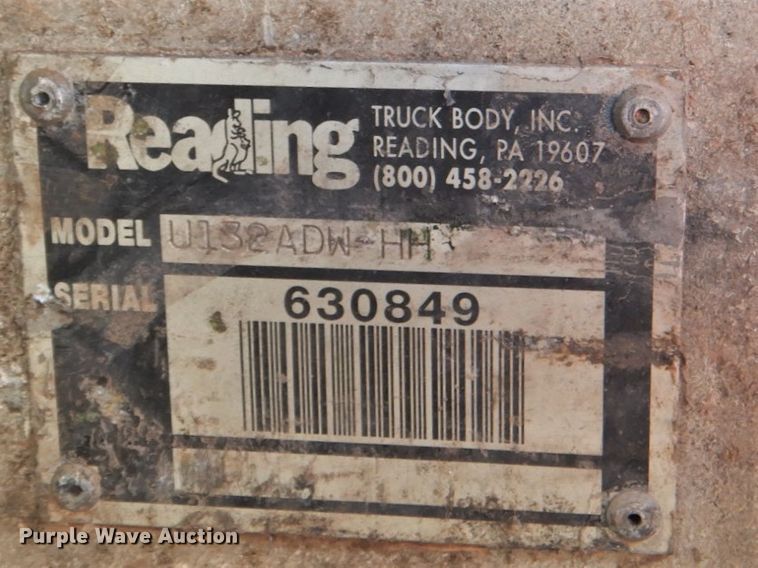 Reading
TRUCK BODY, INC.
READING, PA 19607
(800) 458-2226
MODEL U132ADW-HH
SERIAL 630849
Purple Wave Auction®